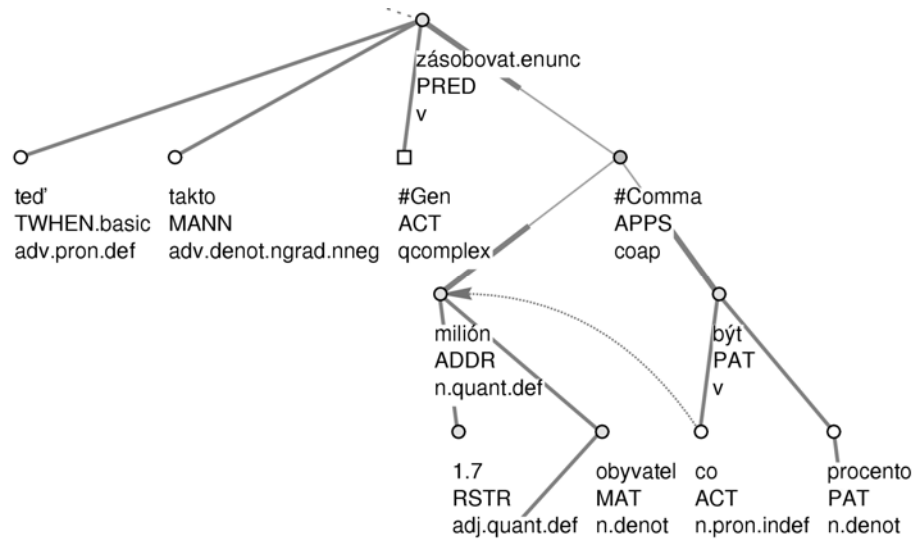 zásobovat.enunc
PRED
v
teď
TWHEN.basic
adv.pron.def
takto
MANN
adv.denot.ngrad.nneg
#Gen
ACT
qcomplex
#Comma
APPS
coap
milión
ADDR
n.quant.def
být
PAT
v
1.7
RSTR
adj.quant.def
obyvatel
MAT
n.denot
co
ACT
n.pron.indef
procento
PAT
n.denot